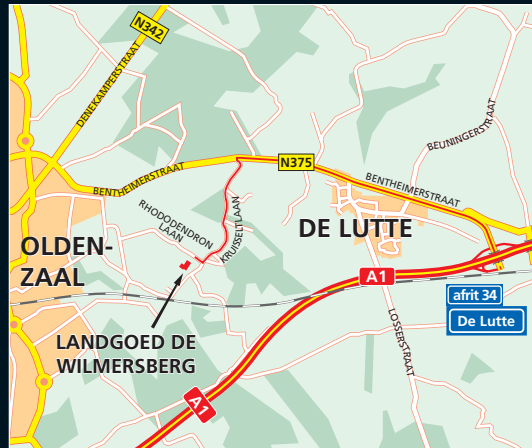 N342
DENEKAMPERSTRAAT
BEUNINGERSTRAAT
N375
BENTHEIMERSTRAAT
BENTHEIMERSTRAAT
RHODODENDRON
LAAN
KRUISELTLAAN
DE LUTTE
OLDEN-
ZAAL
A1
afrit 34
De Lutte
LOSSERSTRAAT
LANDGOED DE
WILMERSBERG
A1